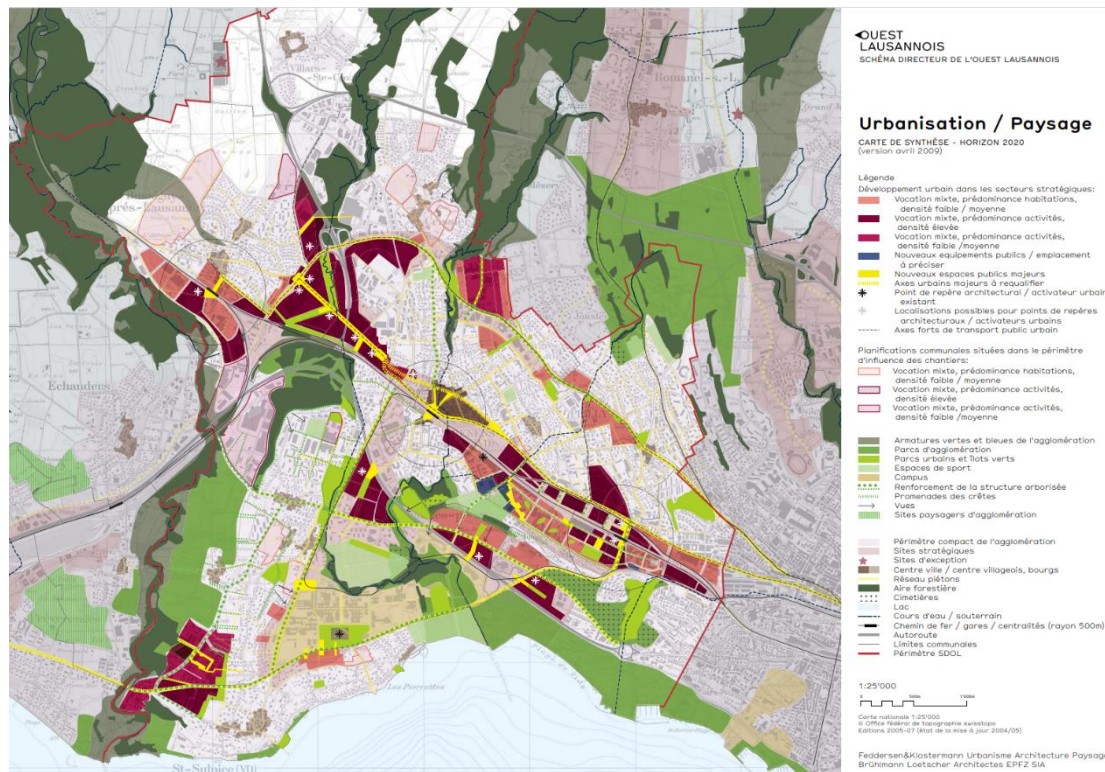 OUEST
LAUSANNOIS
SCHÉMA DIRECTEUR DE L'OUEST LAUSANNOIS
Urbanisation / Paysage
CARTE DE SYNTHÈSE - HORIZON 2020
(version avril 2009)
Légende
Développement urbain dans les secteurs stratégiques:
Vocation mixte, prédominance habitations,
densité faible / moyenne
Vocation mixte, prédominance activités,
densité élevée
Vocation mixte, prédominance activités,
densité faible /moyenne
Nouveaux equipements publics / emplacement
à préciser
Nouveaux espaces publics majeurs
Axes urbains majeurs à requalifier
Point de repère architectural / activateur urbain
existant
Localisations possibles pour points de repères
architecturaux / activateurs urbains
Axes forts de transport public urbain
Planifications communales situées dans le périmètre
d'influence des chantiers:
Vocation mixte, prédominance habitations,
densité faible / moyenne
Vocation mixte, prédominance activités,
densité élevée
Vocation mixte, prédominance activités,
densité faible /moyenne
Armatures vertes et bleues de l'agglomération
Parcs d'agglomération
Parcs urbains et îlots verts
Espaces de sport
Campus
Renforcement de la structure arborisée
Promenades des crêtes
Vues
Sites paysagers d'agglomération
Périmètre compact de l'agglomération
Sites stratégiques
Sites d'exception
Centre ville / centre villageois, bourgs
Réseau piétons
Aire forestière
Cimetières
Lac
Cours d'eau / souterrain
Chemin de fer / gares / centralités (rayon 500m)
Autoroute
Limites communales
Périmètre SDOL
1:25'000
0 500m 1'000m
Carte nationale 1:25'000
© Office fédéral de topographie swisstopo
Editions 2005-07 (état de la mise à jour 2004/05)
Feddersen&Klostermann Urbanisme Architecture Paysage
Brühlmann Loetscher Architectes EPFZ SIA
Villars-
Ste-Croix
Romanel-s.-L.
Echandens
Les Pierrettes
St-Sulpice (VD)